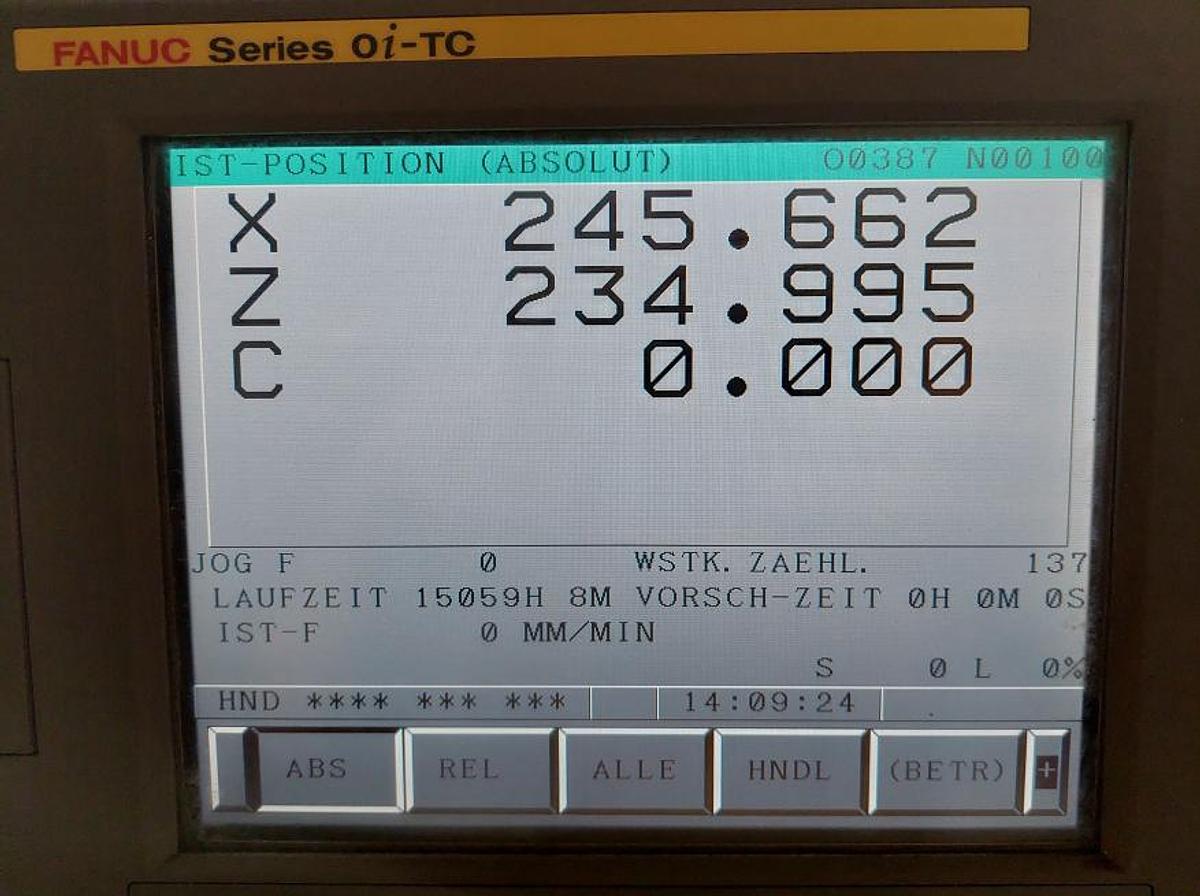 FANUC Series 0i-TC
IST-POSITION (ABSOLUT) O0387 N00100
X 245.662
Z 234.995
C 0.000
JOG F 0 WSTK. ZAEHL. 137
LAUFZEIT 15059H 8M VORSCH-ZEIT 0H 0M 0S
IST-F 0 MM/MIN
S 0 L 0%
HND **** *** *** 14:09:24
ABS REL ALLE HNDL (BETR) +